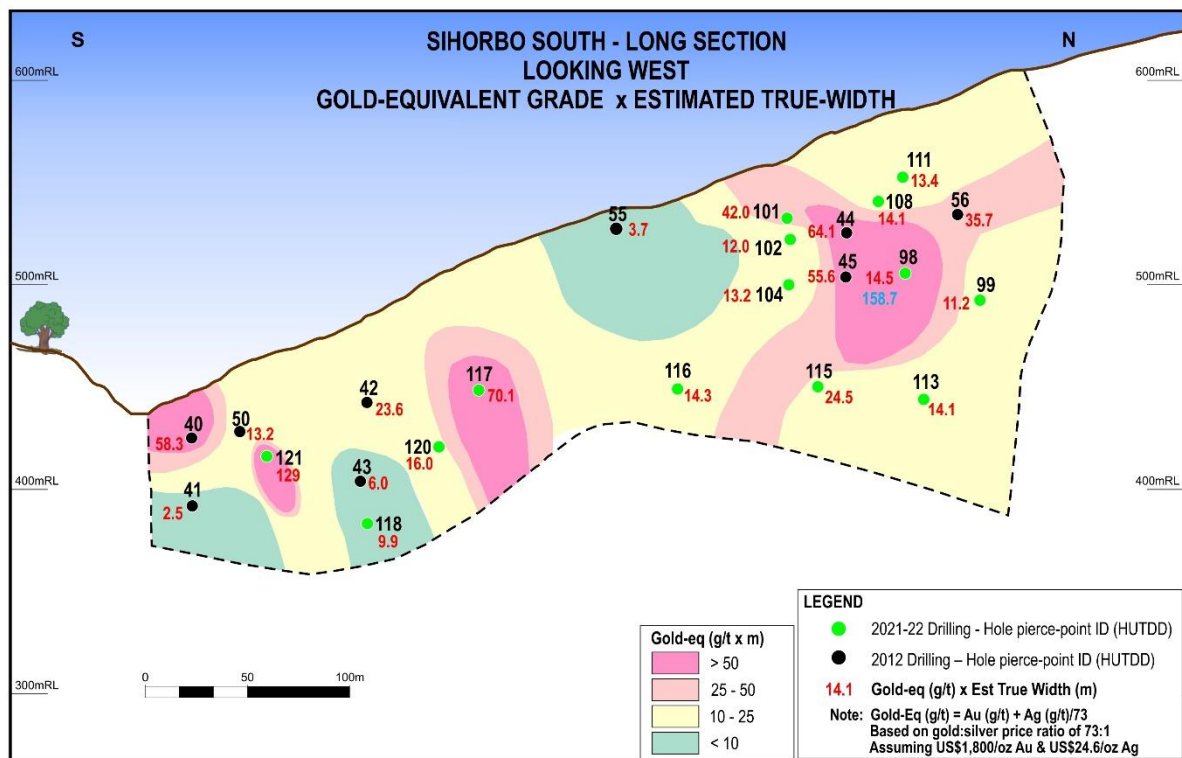 S
N
SIHORBO SOUTH - LONG SECTION
LOOKING WEST
GOLD-EQUIVALENT GRADE x ESTIMATED TRUE-WIDTH
600mRL
600mRL
111
13.4
108
14.1
56
35.7
55
3.7
42.0 101
44
64.1
12.0 102
45
55.6
98
14.5
158.7
500mRL
500mRL
13.2 104
99
11.2
117
70.1
116
14.3
115
24.5
113
14.1
42
23.6
40
58.3
50
13.2
120
16.0
121
129
43
6.0
400mRL
400mRL
41
2.5
118
9.9
300mRL
300mRL
0 50 100m
Gold-eq (g/t x m)
> 50
25 - 50
10 - 25
< 10
LEGEND
2021-22 Drilling - Hole pierce-point ID (HUTDD)
2012 Drilling – Hole pierce-point ID (HUTDD)
14.1 Gold-eq (g/t) x Est True Width (m)
Note: Gold-Eq (g/t) = Au (g/t) + Ag (g/t)/73
Based on gold:silver price ratio of 73:1
Assuming US$1,800/oz Au & US$24.6/oz Ag